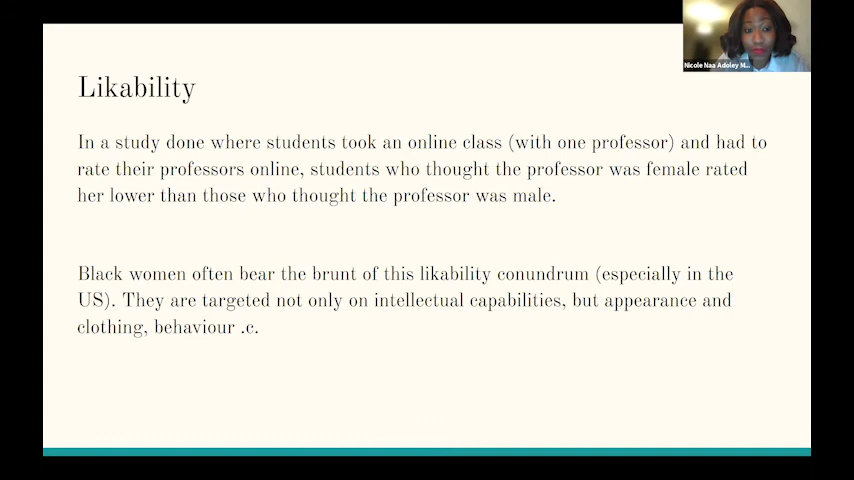 Likability
In a study done where students took an online class (with one professor) and had to
rate their professors online, students who thought the professor was female rated
her lower than those who thought the professor was male.
Black women often bear the brunt of this likability conundrum (especially in the
US). They are targeted not only on intellectual capabilities, but appearance and
clothing, behaviour .c.
Nicole Naa Adoley M...